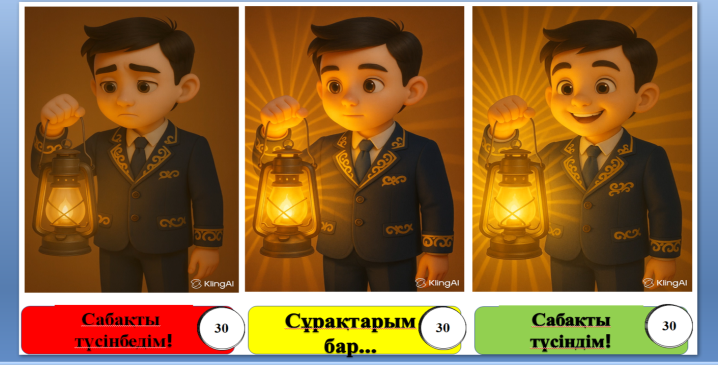 KlingAI
KlingAI
KlingAI
Сабақты
түсінбедім!
30
Сұрақтарым
бар...
30
Сабақты
түсіндім!
30